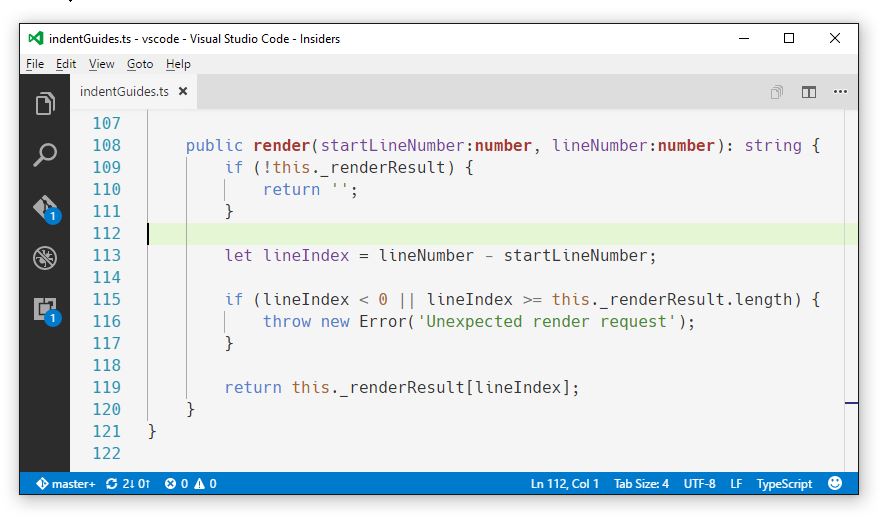 indentGuides.ts - vscode - Visual Studio Code - Insiders
File Edit View Goto Help
indentGuides.ts ×
107
108 public render(startLineNumber:number, lineNumber:number): string {
109 if (!this._renderResult) {
110 return '';
111 }
112
113 let lineIndex = lineNumber - startLineNumber;
114
115 if (lineIndex < 0 || lineIndex >= this._renderResult.length) {
116 throw new Error('Unexpected render request');
117 }
118
119 return this._renderResult[lineIndex];
120 }
121 }
122
1
1
master+ 2↓ 0↑ 0 0 Ln 112, Col 1 Tab Size: 4 UTF-8 LF TypeScript